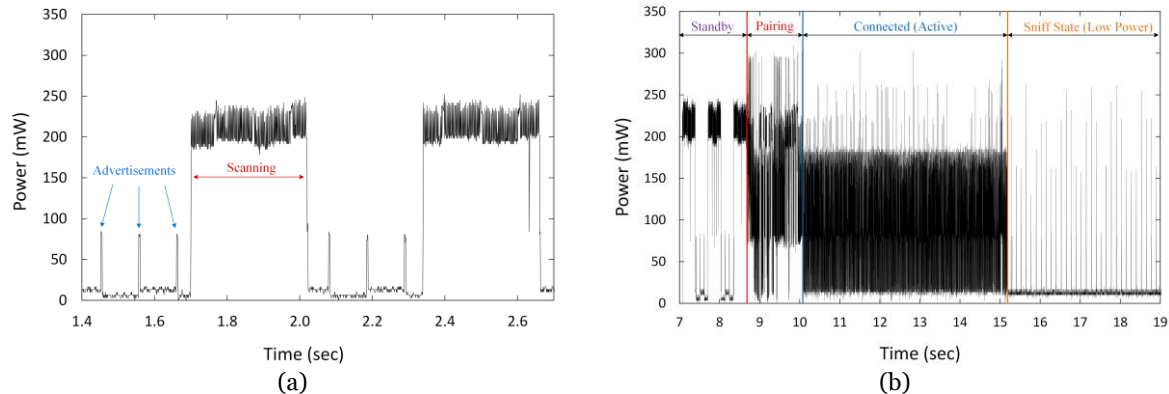 350
300
250
200
150
100
50
0
Power (mW)
Advertisements
Scanning
1.4 1.6 1.8 2.0 2.2 2.4 2.6
Time (sec)
(a)
350
300
250
200
150
100
50
0
Power (mW)
Standby Pairing Connected (Active) Sniff State (Low Power)
7 8 9 10 11 12 13 14 15 16 17 18 19
Time (sec)
(b)